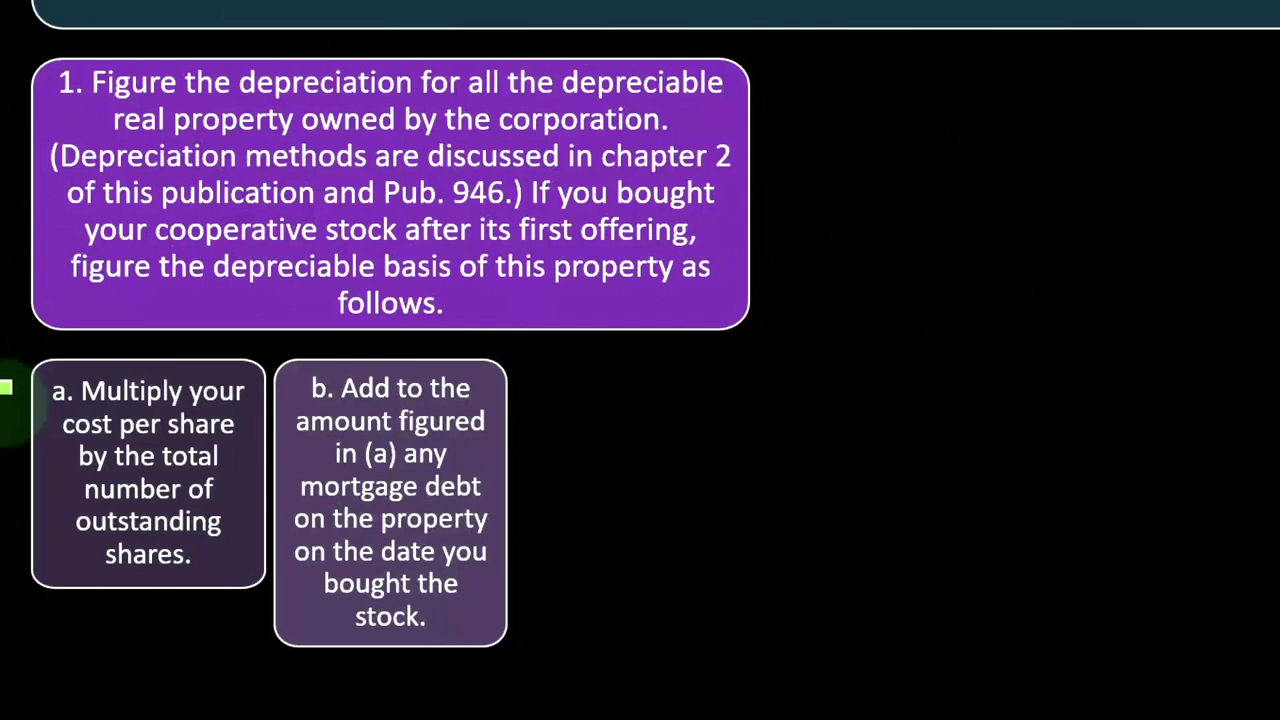 1. Figure the depreciation for all the depreciable
real property owned by the corporation.
(Depreciation methods are discussed in chapter 2
of this publication and Pub. 946.) If you bought
your cooperative stock after its first offering,
figure the depreciable basis of this property as
follows.
a. Multiply your
cost per share
by the total
number of
outstanding
shares.
b. Add to the
amount figured
in (a) any
mortgage debt
on the property
on the date you
bought the
stock.